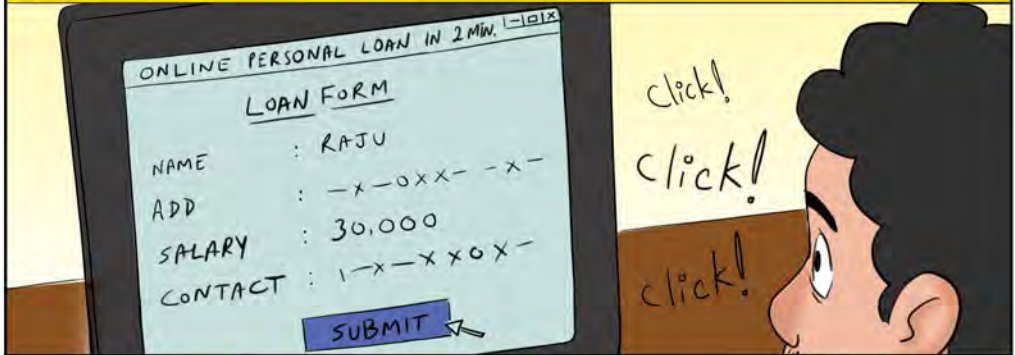 ONLINE PERSONAL LOAN IN 2 MIN.
LOAN FORM
NAME : RAJU
ADD : -x-oxx--x-
SALARY : 30,000
CONTACT : 1-x-xxox-
SUBMIT
Click!
Click!
Click!